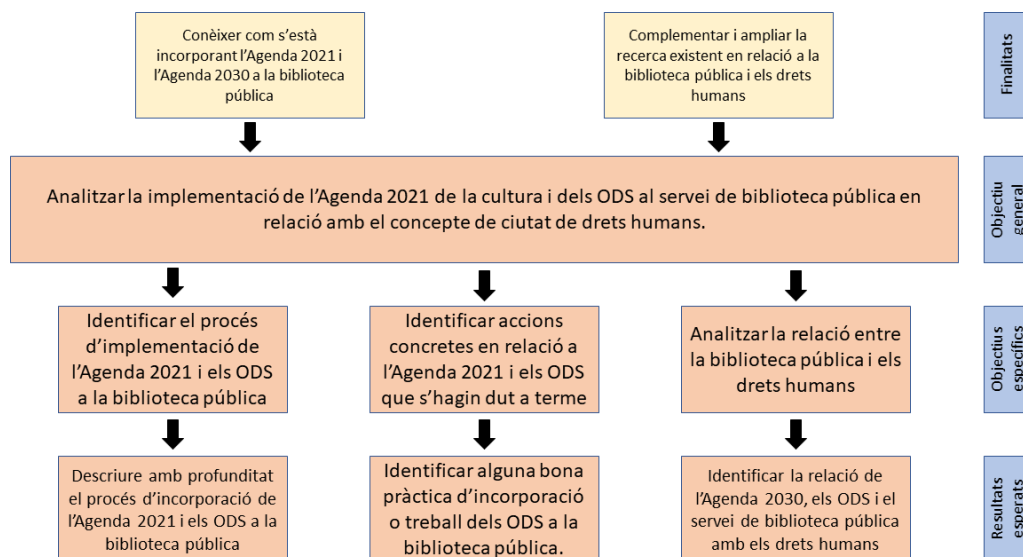 Conèixer com s'està
incorporant l'Agenda 2021 i
l'Agenda 2030 a la biblioteca
pública
Complementar i ampliar la
recerca existent en relació a la
biblioteca pública i els drets
humans
Finalitats
Analitzar la implementació de l'Agenda 2021 de la cultura i dels ODS al servei de biblioteca pública en
relació amb el concepte de ciutat de drets humans.
Objectiu
general
Identificar el procés
d'implementació de
l'Agenda 2021 i els ODS
a la biblioteca pública
Identificar accions
concretes en relació a
l'Agenda 2021 i els ODS
que s'hagin dut a terme
Analitzar la relació entre
la biblioteca pública i els
drets humans
Objectius
específics
Descriure amb profunditat
el procés d'incorporació de
l'Agenda 2021 i els ODS a la
biblioteca pública
Identificar alguna bona
pràctica d'incorporació
o treball dels ODS a la
biblioteca pública.
Identificar la relació de
l'Agenda 2030, els ODS i el
servei de biblioteca pública
amb els drets humans
Resultats
esperats